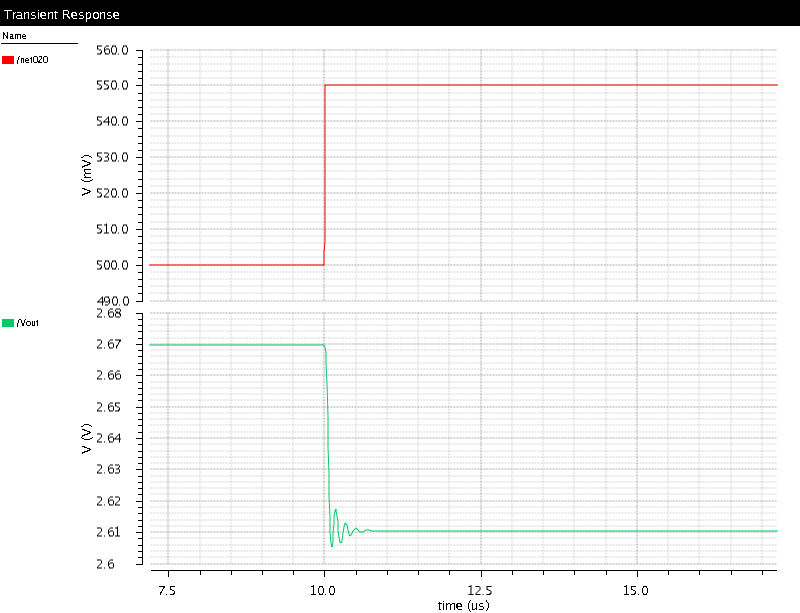 Transient Response
Name
/net020
560.0
550.0
540.0
530.0
520.0
510.0
500.0
490.0
V (mV)
/Vout
2.68
2.67
2.66
2.65
2.64
2.63
2.62
2.61
2.6
V (V)
7.5 10.0 12.5 15.0
time (us)